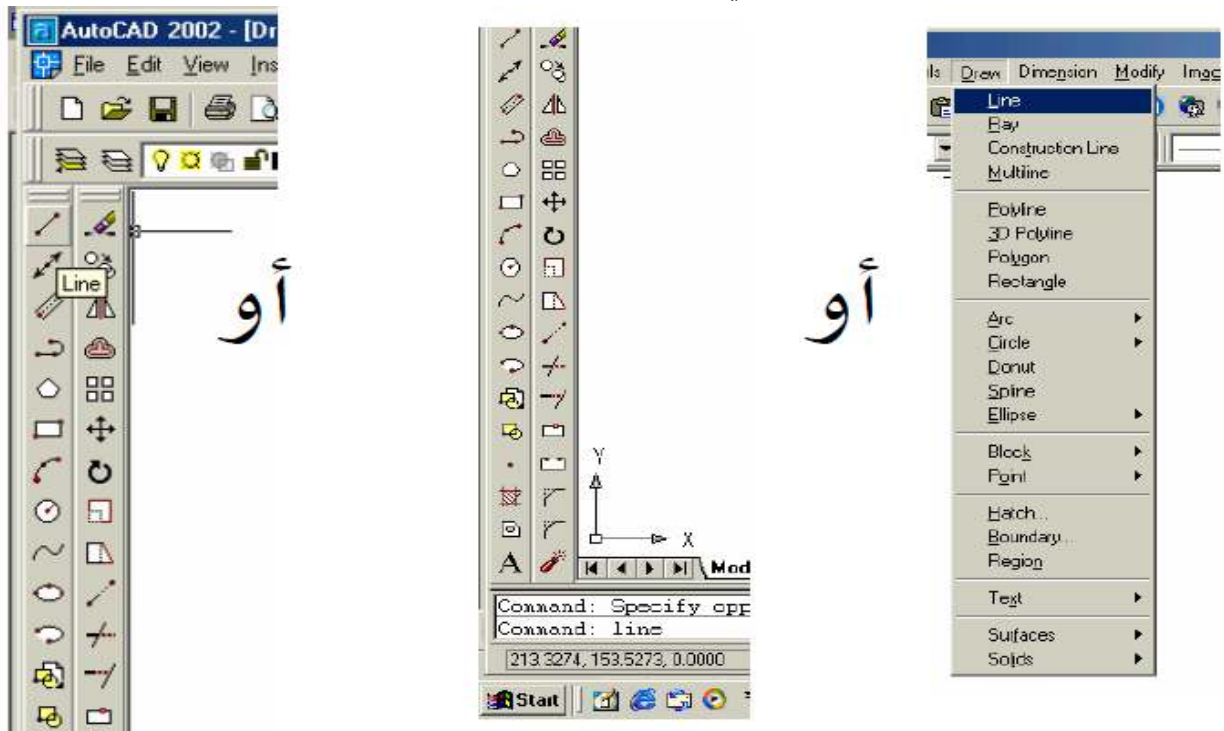 AutoCAD 2002 - [Dr
File Edit View Ins
Line
أو
Y
X
A
Mod
Command: Specify opp
Command: line
213.3274, 153.5273, 0.0000
Start
أو
ls Draw Dimension Modify Imag
Line
Ray
Construction Line
Multiline
Polyline
3D Polyline
Polygon
Rectangle
Arc
Circle
Donut
Spline
Ellipse
Block
Point
Hatch...
Boundary...
Region
Text
Surfaces
Solids